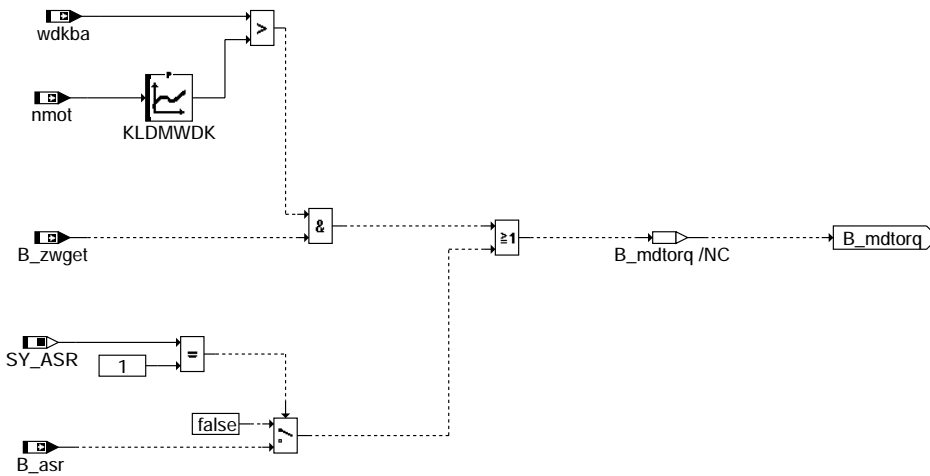 wdkba
>
P
nmot
KLDMWDK
&
B_zwget
≧1
B_mdtorq /NC
B_mdtorq
SY_ASR
1
=
false
B_asr